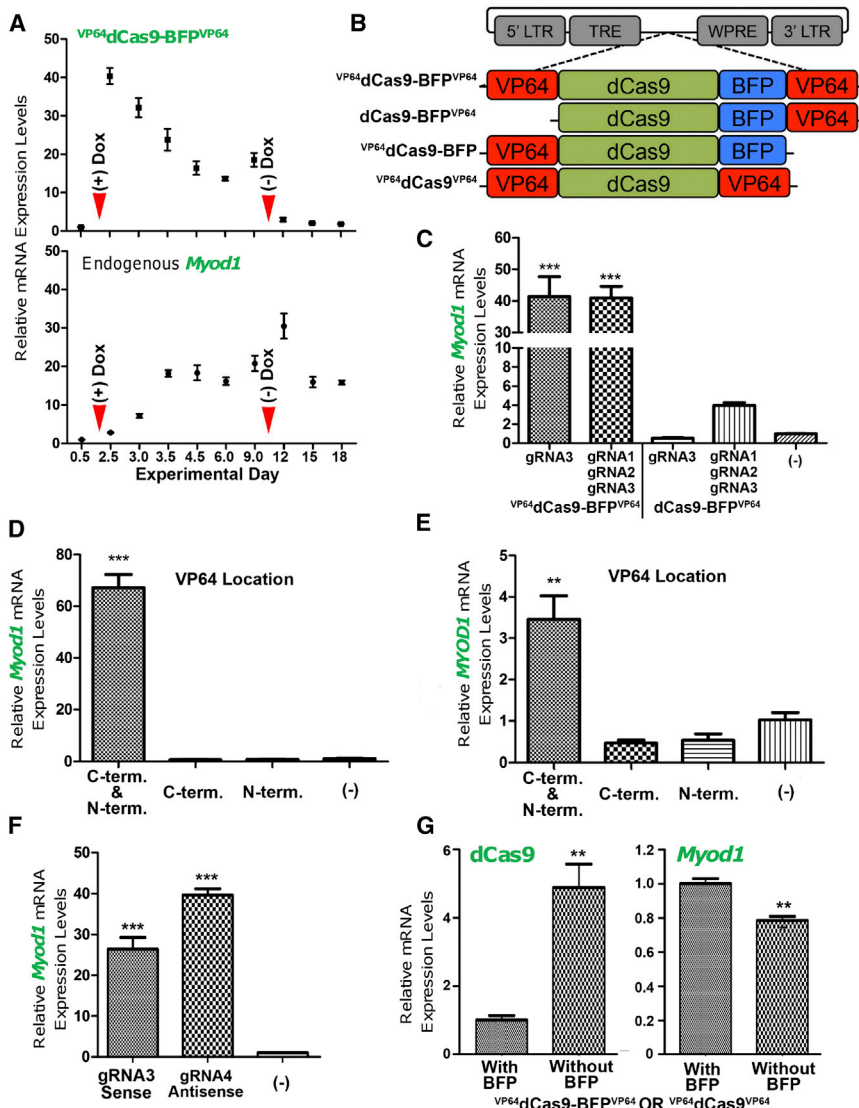 A
VP64dCas9-BFPVP64
Relative mRNA Expression Levels
50
40
30
20
10
0
(+) Dox
(-) Dox
Endogenous Myod1
50
40
30
20
10
0
(+) Dox
(-) Dox
0.5 2.5 3.0 3.5 4.5 6.0 9.0 12 15 18
Experimental Day
B
5' LTR TRE WPRE 3' LTR
VP64dCas9-BFPVP64 VP64 dCas9 BFP VP64
dCas9-BFPVP64 dCas9 BFP VP64
VP64dCas9-BFP VP64 dCas9 BFP
VP64dCas9VP64 VP64 dCas9 VP64
C
Relative Myod1 mRNA
Expression Levels
60
50
40
30
10
8
6
4
2
0
***
***
gRNA3
gRNA1
gRNA2
gRNA3
gRNA3
gRNA1
gRNA2
gRNA3
(-)
VP64dCas9-BFPVP64 dCas9-BFPVP64
D
Relative Myod1 mRNA
Expression Levels
80
60
40
20
0
***
VP64 Location
C-term.
&
N-term.
C-term.
N-term.
(-)
E
Relative MYOD1 mRNA
Expression Levels
5
4
3
2
1
0
**
VP64 Location
C-term.
&
N-term.
C-term.
N-term.
(-)
F
Relative Myod1 mRNA
Expression Levels
50
40
30
20
10
0
***
***
gRNA3
Sense
gRNA4
Antisense
(-)
G
Relative mRNA
Expression Levels
dCas9
6
4
2
0
**
With
BFP
Without
BFP
Myod1
1.2
1.0
0.8
0.6
0.4
0.2
0
**
With
BFP
Without
BFP
VP64dCas9-BFPVP64 OR VP64dCas9VP64